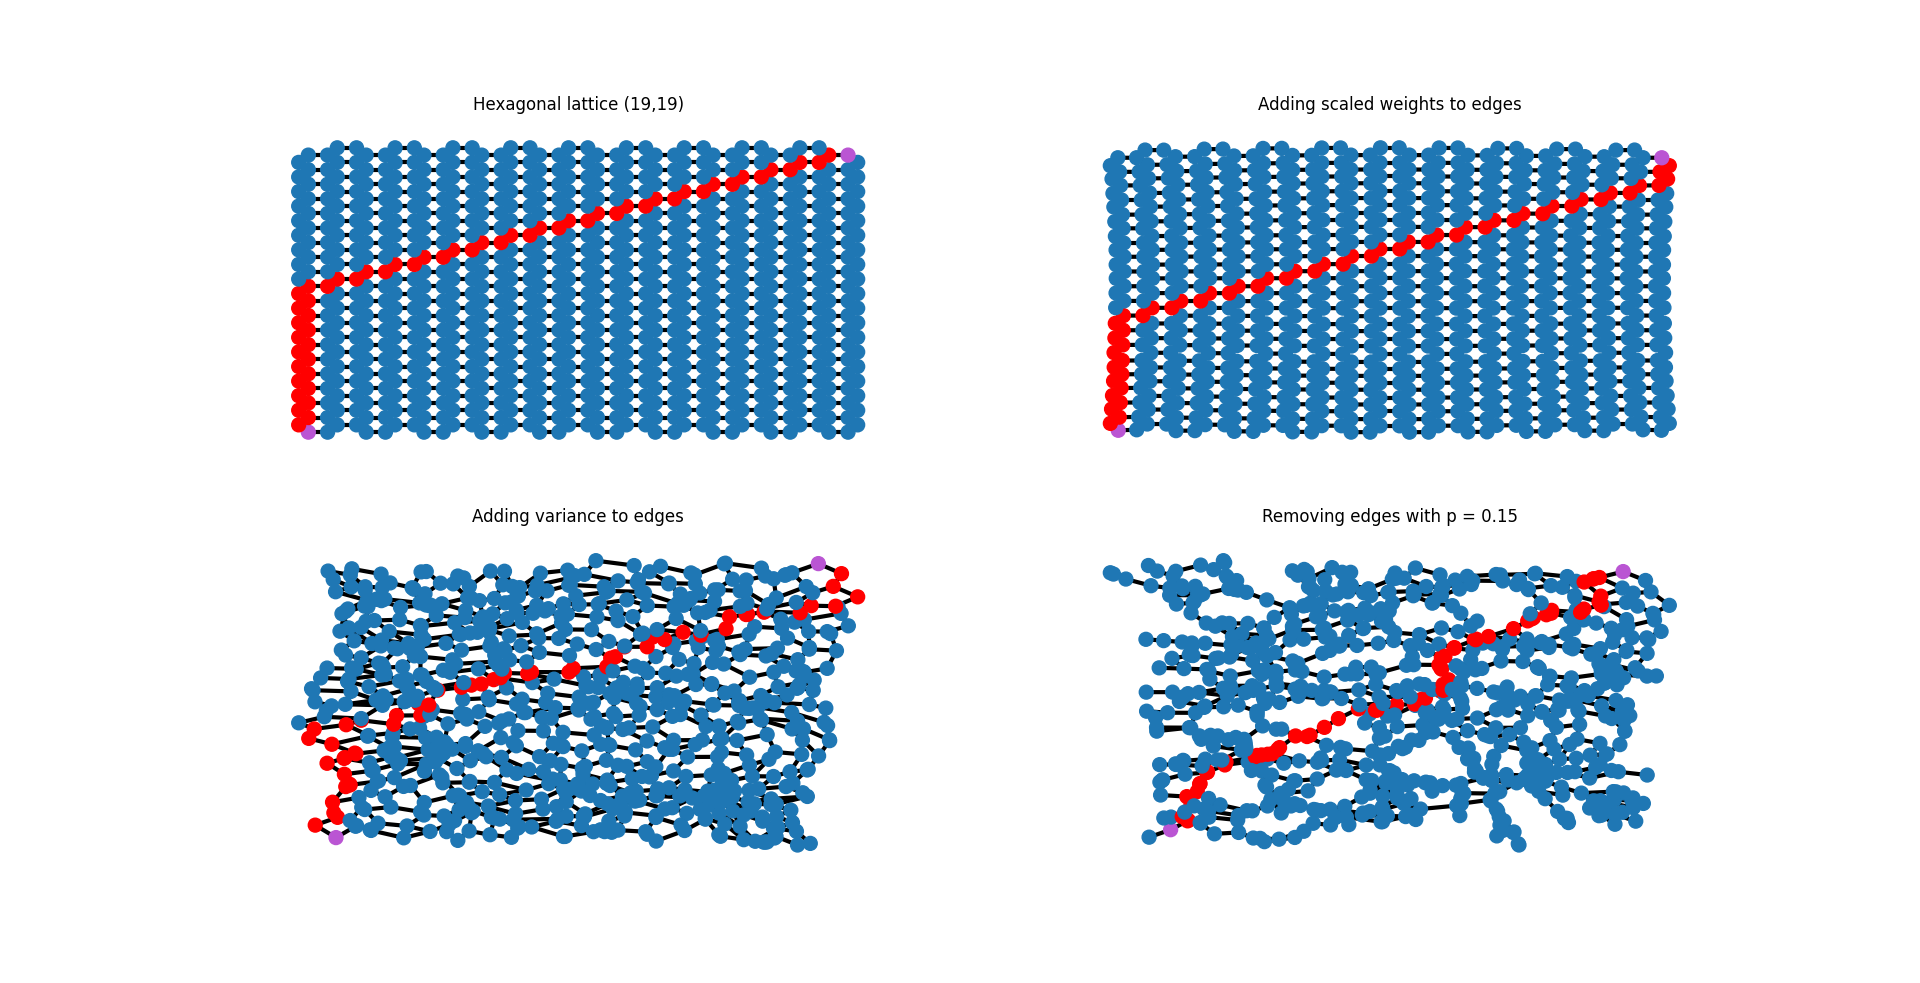 Hexagonal lattice (19,19)
Adding scaled weights to edges
Adding variance to edges
Removing edges with p = 0.15